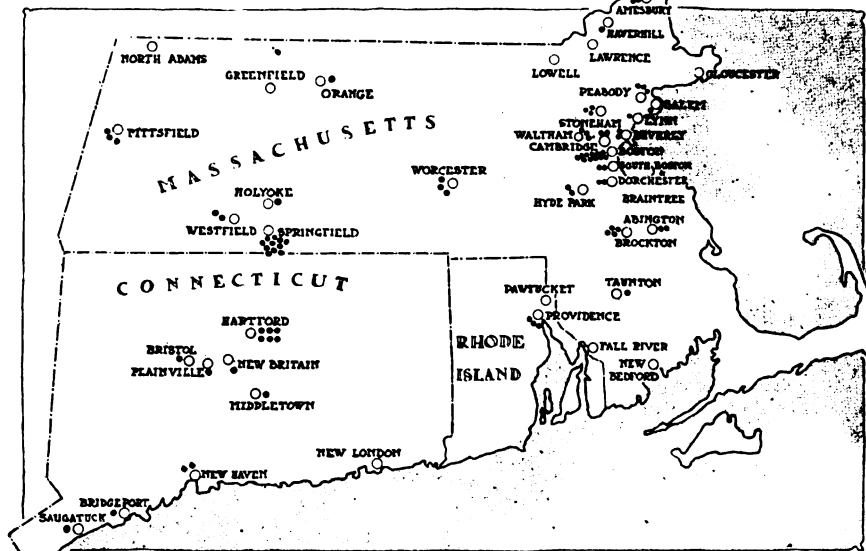 AMESBURY
HAVERHILL
LAWRENCE
LOWELL
NORTH ADAMS
GREENFIELD
ORANGE
GLOUCESTER
PEABODY
SALEM
STONEHAM
LYNN
PITTSFIELD
MASSACHUSETTS
WALTHAM
BEVERLY
CAMBRIDGE
BOSTON
SOUTH BOSTON
WORCESTER
DORCHESTER
HOLYOKE
HYDE PARK
BRAINTREE
WESTFIELD
SPRINGFIELD
ABINGTON
BROCKTON
CONNECTICUT
TAUNTON
PAWTUCKET
PROVIDENCE
HARTFORD
RHODE
ISLAND
BRISTOL
PLAINVILLE
NEW BRITAIN
FALL RIVER
NEW
BEDFORD
MIDDLETOWN
NEW LONDON
NEW HAVEN
BRIDGEPORT
SAUGATUCK